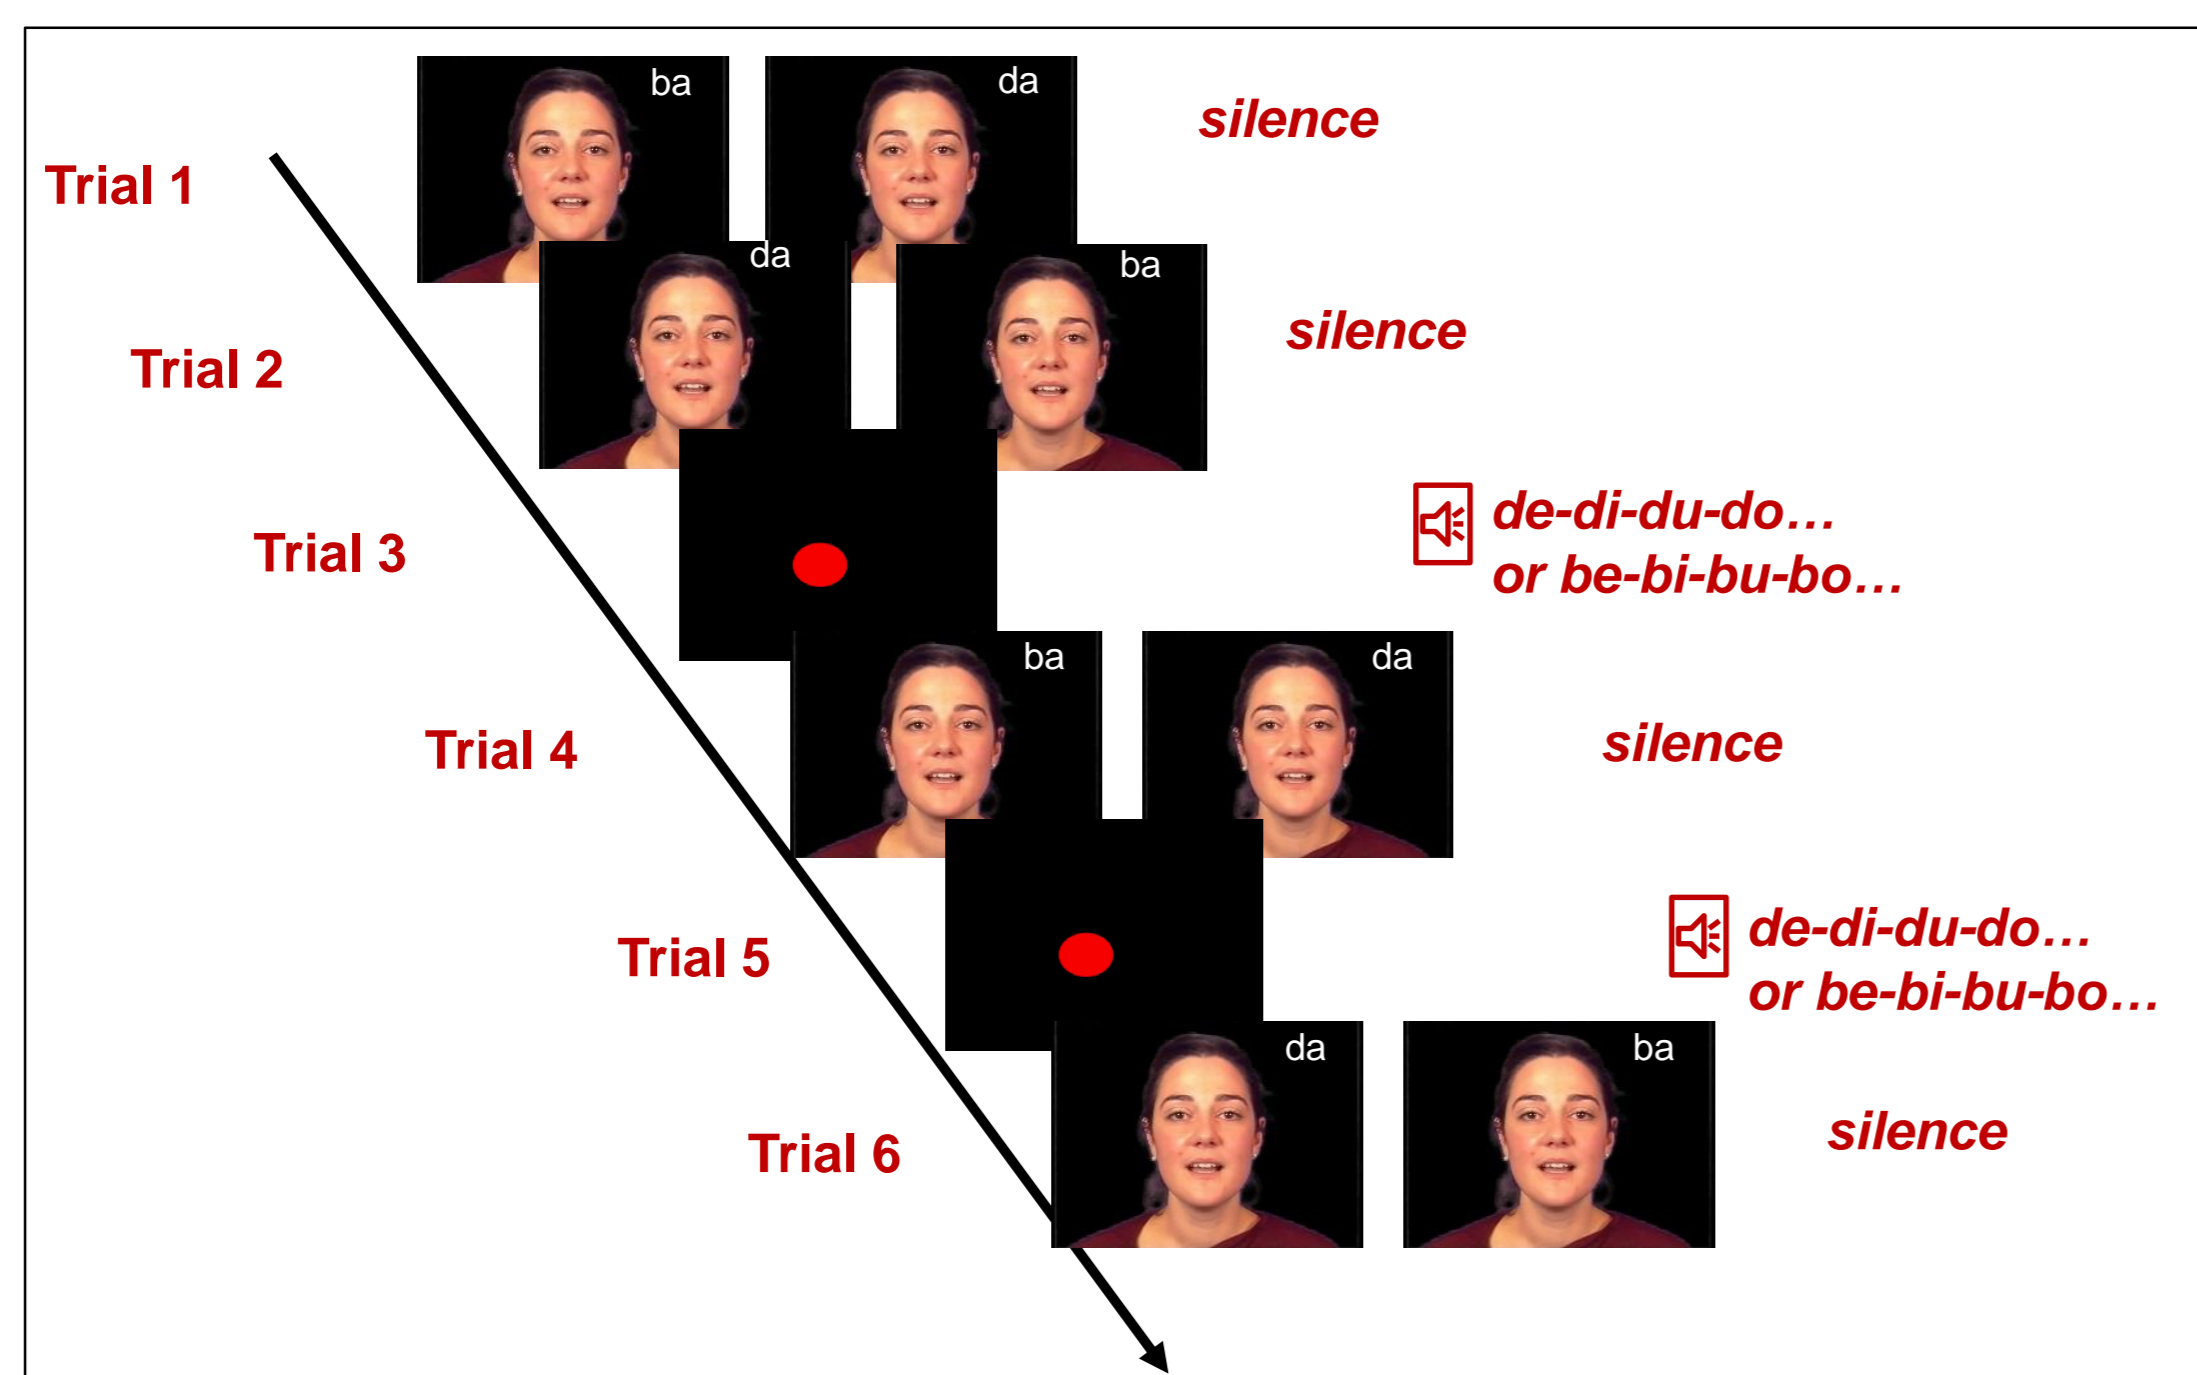 ba
da
silence
Trial 1
da
ba
silence
Trial 2
de-di-du-do…
or be-bi-bu-bo…
Trial 3
ba
da
silence
Trial 4
de-di-du-do…
or be-bi-bu-bo…
Trial 5
da
ba
silence
Trial 6